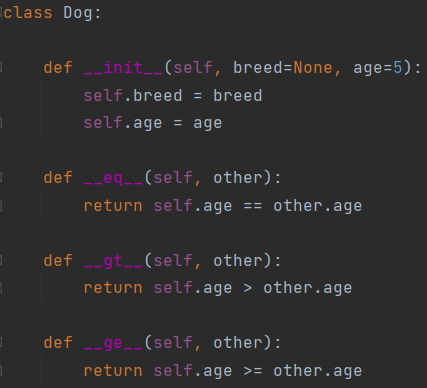 class Dog:
    def __init__(self, breed=None, age=5):
        self.breed = breed
        self.age = age
    def __eq__(self, other):
        return self.age == other.age
    def __gt__(self, other):
        return self.age > other.age
    def __ge__(self, other):
        return self.age >= other.age